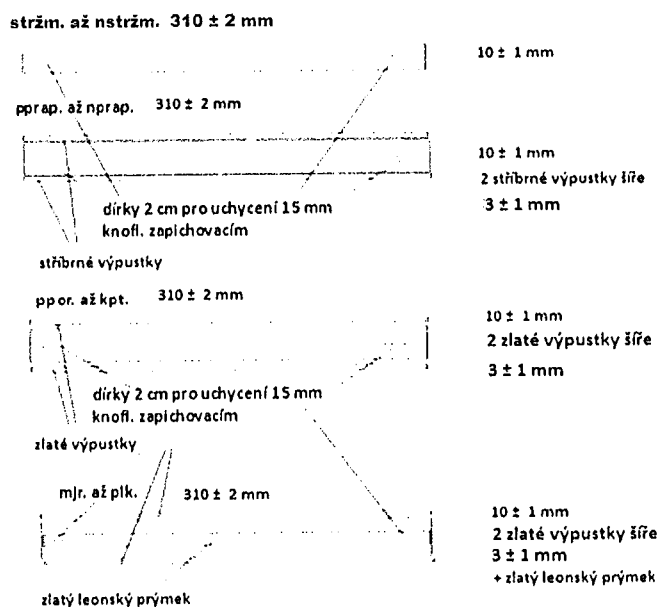 stržm. až nstržm. 310 ± 2 mm
10 ± 1 mm
pprap. až nprap. 310 ± 2 mm
10 ± 1 mm
2 stříbrné výpustky šíře
3 ± 1 mm
dírky 2 cm pro uchycení 15 mm
knofl. zapichovacím
stříbrné výpustky
ppor. až kpt. 310 ± 2 mm
10 ± 1 mm
2 zlaté výpustky šíře
3 ± 1 mm
dírky 2 cm pro uchycení 15 mm
knofl. zapichovacím
zlaté výpustky
mjr. až plk. 310 ± 2 mm
10 ± 1 mm
2 zlaté výpustky šíře
3 ± 1 mm
+ zlatý leonský prýmek
zlatý leonský prýmek